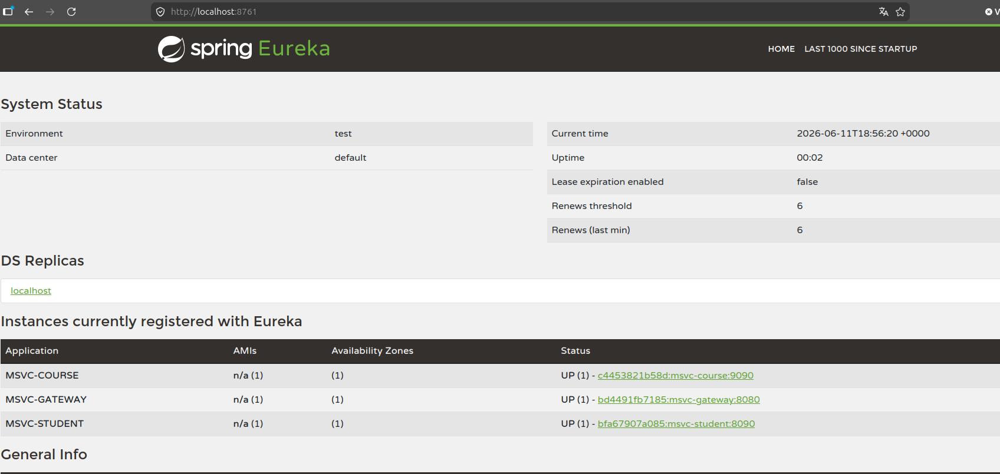 http://localhost:8761
V
spring Eureka
HOME LAST 1000 SINCE STARTUP
System Status
Environment test
Data center default
Current time 2026-06-11T18:56:20 +0000
Uptime 00:02
Lease expiration enabled false
Renews threshold 6
Renews (last min) 6
DS Replicas
localhost
Instances currently registered with Eureka
Application AMIs Availability Zones Status
MSVC-COURSE n/a (1) (1) UP (1) - c4453821b58d:msvc-course:9090
MSVC-GATEWAY n/a (1) (1) UP (1) - bd4491fb7185:msvc-gateway:8080
MSVC-STUDENT n/a (1) (1) UP (1) - bfa67907a085:msvc-student:8090
General Info